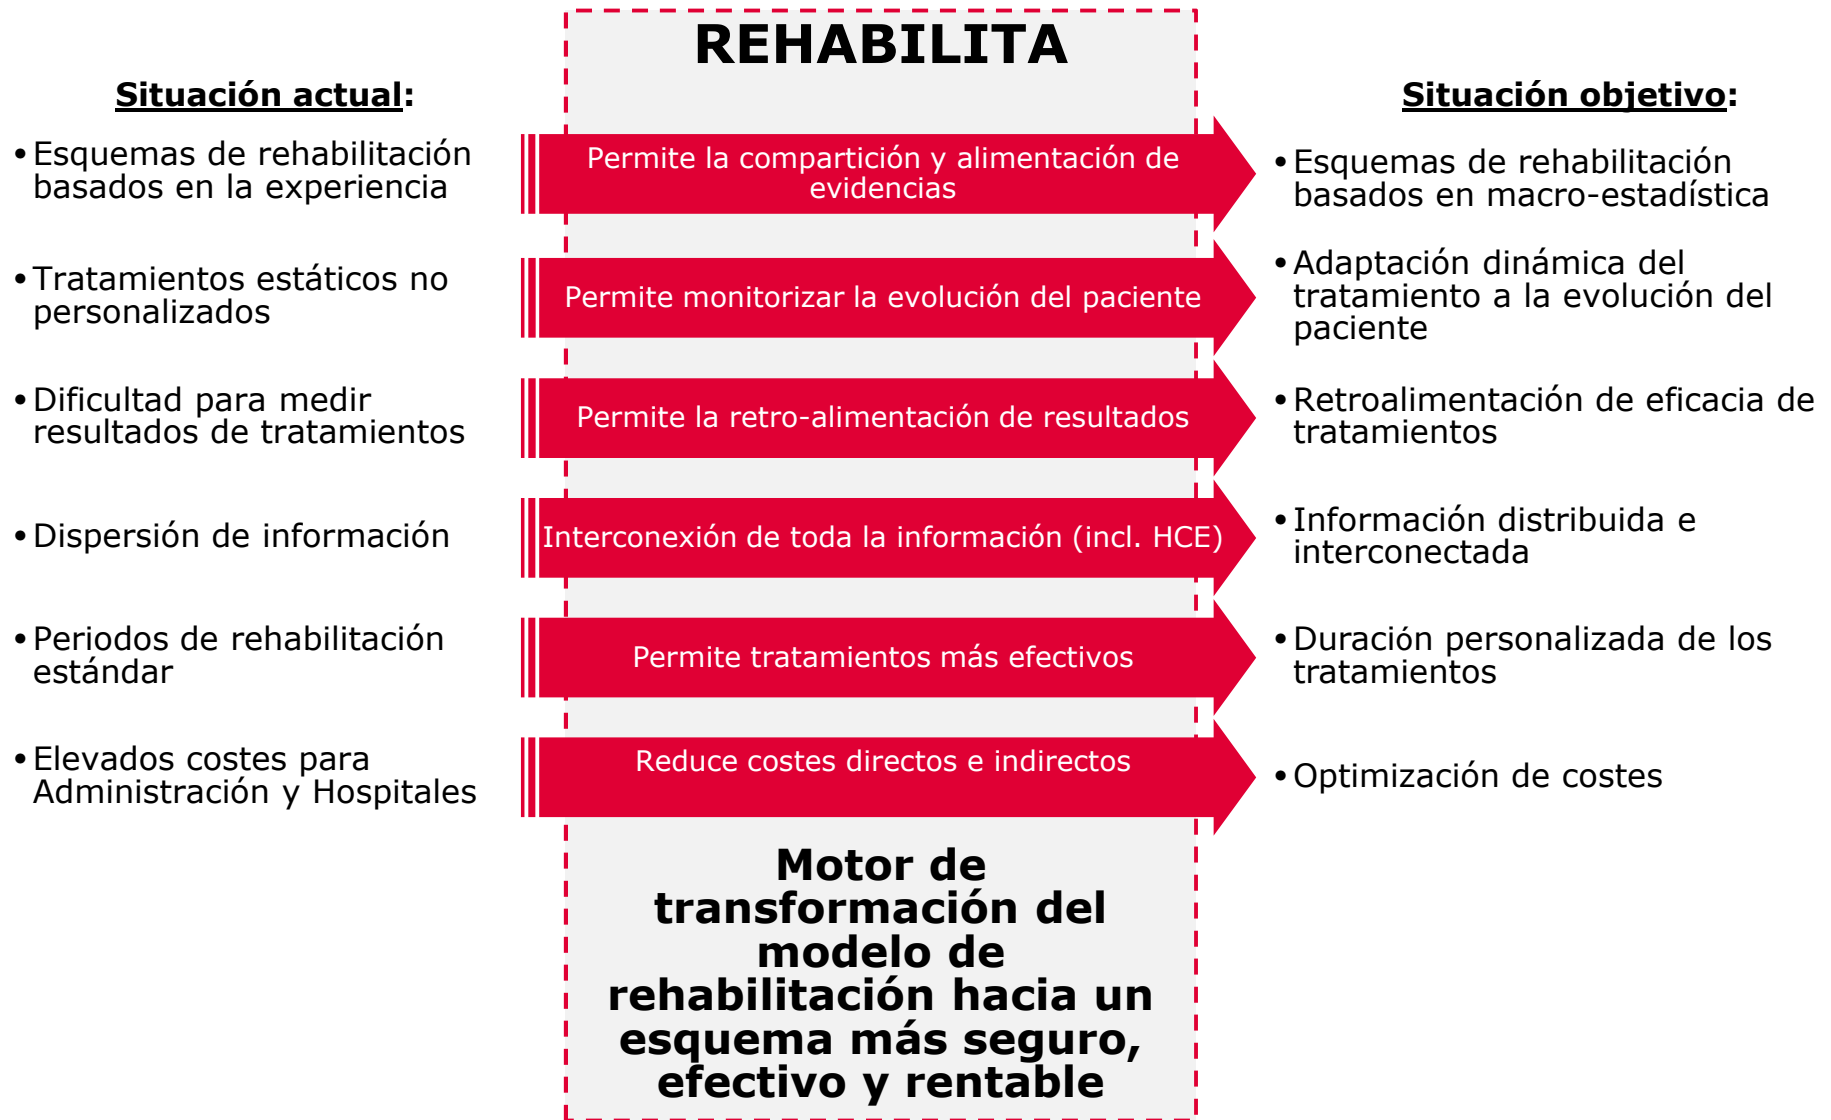 REHABILITA
Situación actual:
Situación objetivo:
•Esquemas de rehabilitación
basados en la experiencia
Permite la compartición y alimentación de
evidencias
•Esquemas de rehabilitación
basados en macro-estadística
•Tratamientos estáticos no
personalizados
Permite monitorizar la evolución del paciente
•Adaptación dinámica del
tratamiento a la evolución del
paciente
•Dificultad para medir
resultados de tratamientos
Permite la retro-alimentación de resultados
•Retroalimentación de eficacia de
tratamientos
•Dispersión de información
Interconexión de toda la información (incl. HCE)
•Información distribuida e
interconectada
•Periodos de rehabilitación
estándar
Permite tratamientos más efectivos
•Duración personalizada de los
tratamientos
•Elevados costes para
Administración y Hospitales
Reduce costes directos e indirectos
•Optimización de costes
Motor de
transformación del
modelo de
rehabilitación hacia un
esquema más seguro,
efectivo y rentable